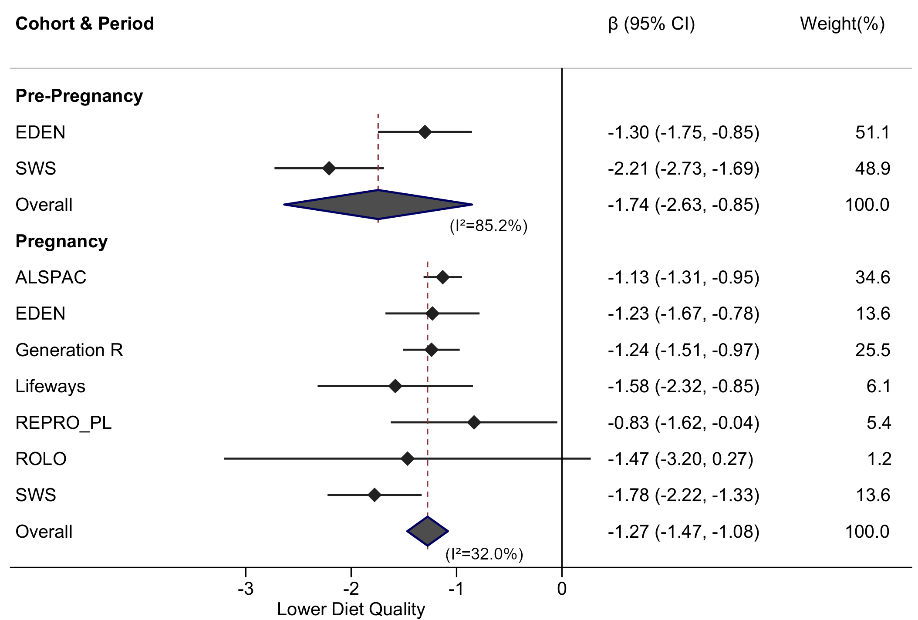 Cohort & Period β (95% CI) Weight(%)
Pre-Pregnancy
EDEN -1.30 (-1.75, -0.85) 51.1
SWS -2.21 (-2.73, -1.69) 48.9
Overall -1.74 (-2.63, -0.85) 100.0
(I²=85.2%)
Pregnancy
ALSPAC -1.13 (-1.31, -0.95) 34.6
EDEN -1.23 (-1.67, -0.78) 13.6
Generation R -1.24 (-1.51, -0.97) 25.5
Lifeways -1.58 (-2.32, -0.85) 6.1
REPRO_PL -0.83 (-1.62, -0.04) 5.4
ROLO -1.47 (-3.20, 0.27) 1.2
SWS -1.78 (-2.22, -1.33) 13.6
Overall -1.27 (-1.47, -1.08) 100.0
(I²=32.0%)
-3 -2 -1 0
Lower Diet Quality